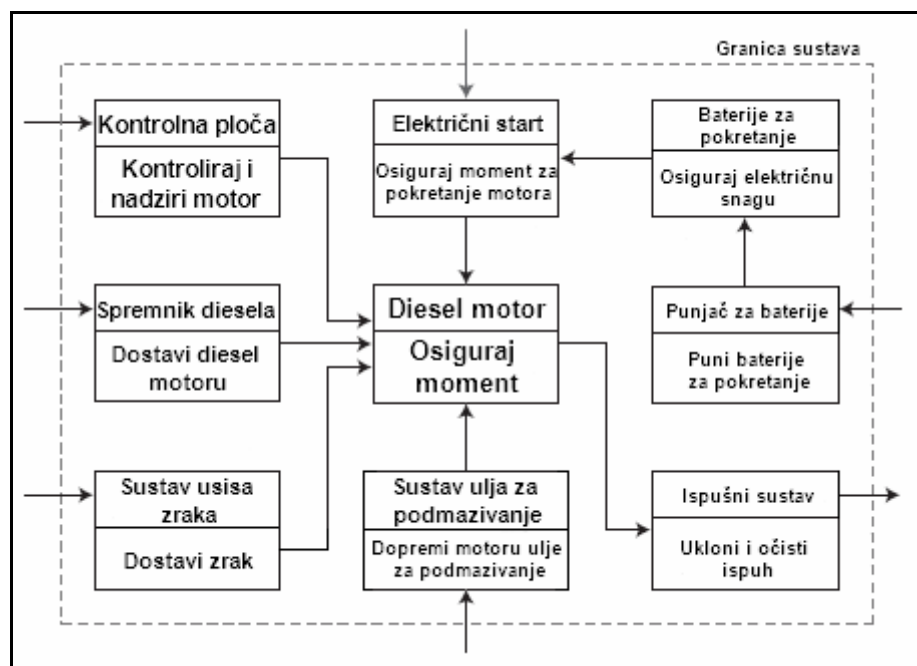 Granica sustava
Kontrolna ploča
Kontroliraj i
nadziri motor
Električni start
Osiguraj moment za
pokretanje motora
Baterije za
pokretanje
Osiguraj električnu
snagu
Spremnik diesela
Dostavi diesel
motoru
Diesel motor
Osiguraj
moment
Punjač za baterije
Puni baterije
za pokretanje
Sustav usisa
zraka
Dostavi zrak
Sustav ulja za
podmazivanje
Dopremi motoru ulje
za podmazivanje
Ispušni sustav
Ukloni i očisti
ispuh